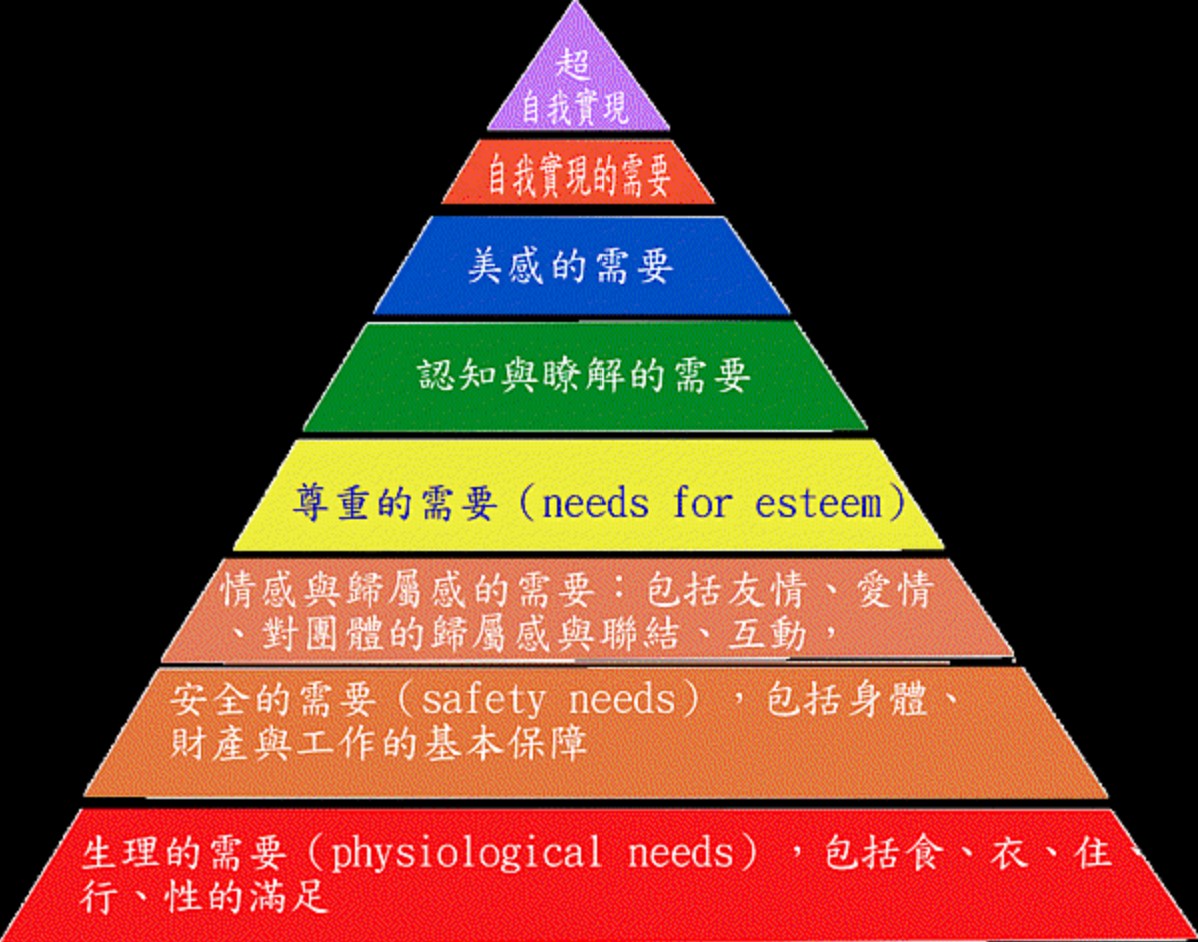 超
自我實現
自我實現的需要
美感的需要
認知與瞭解的需要
尊重的需要（needs for esteem）
情感與歸屬感的需要：包括友情、愛情
、對團體的歸屬感與聯結、互動，
安全的需要（safety needs），包括身體、
財產與工作的基本保障
生理的需要（physiological needs），包括食、衣、住、
行、性的滿足